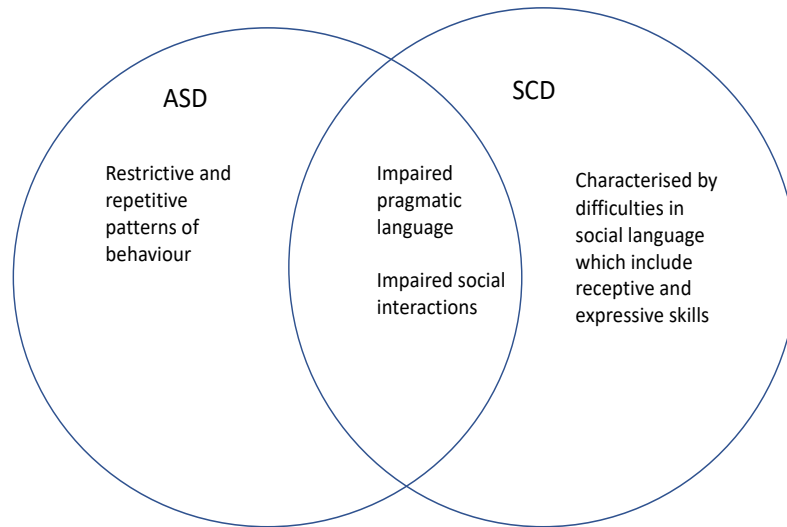 ASD
SCD
Restrictive and
repetitive
patterns of
behaviour
Impaired
pragmatic
language
Impaired social
interactions
Characterised by
difficulties in
social language
which include
receptive and
expressive skills